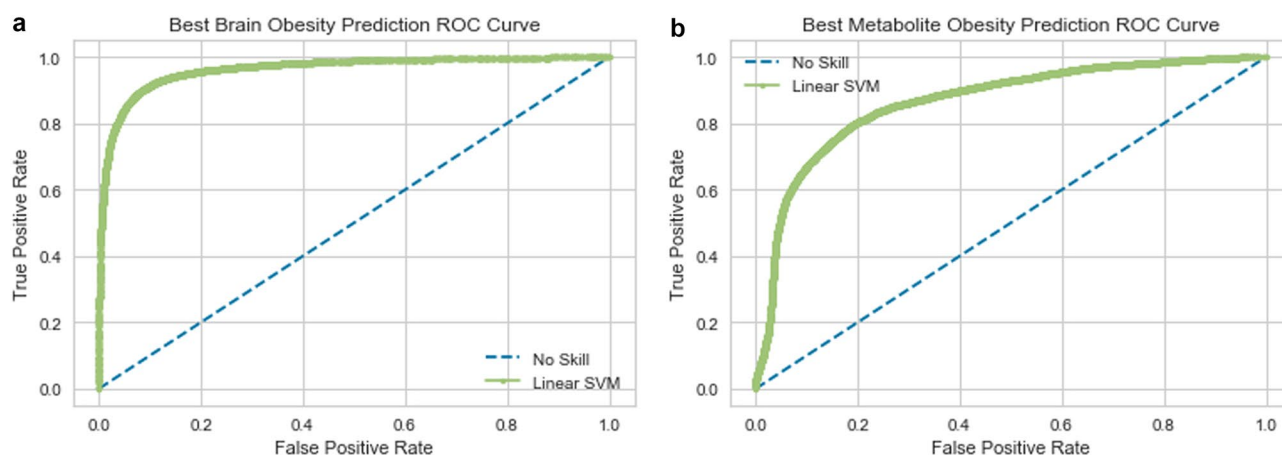 a
Best Brain Obesity Prediction ROC Curve
1.0
0.8
0.6
0.4
0.2
0.0
True Positive Rate
0.0 0.2 0.4 0.6 0.8 1.0
False Positive Rate
No Skill
Linear SVM
b
Best Metabolite Obesity Prediction ROC Curve
1.0
0.8
0.6
0.4
0.2
0.0
True Positive Rate
0.0 0.2 0.4 0.6 0.8 1.0
False Positive Rate
No Skill
Linear SVM